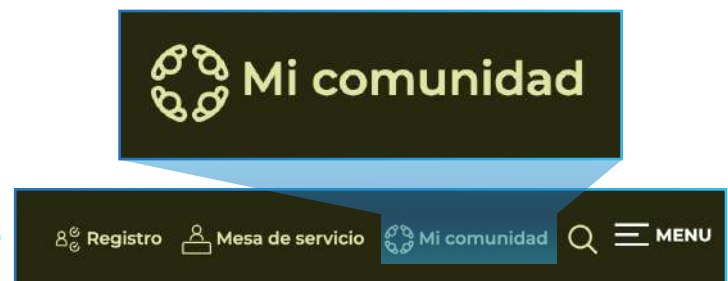 Mi comunidad
Registro Mesa de servicio Mi comunidad MENU